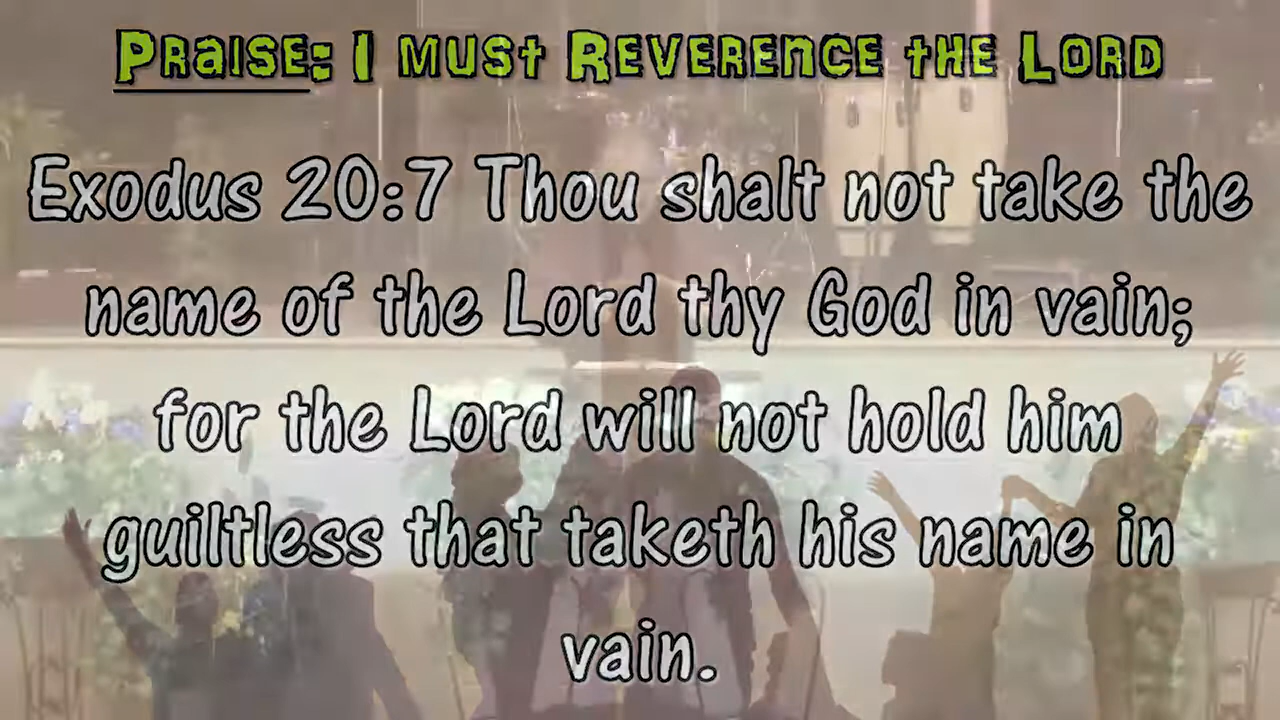 Praise: I must Reverence the Lord
Exodus 20:7 Thou shalt not take the
name of the Lord thy God in vain;
for the Lord will not hold him
guiltless that taketh his name in
vain.